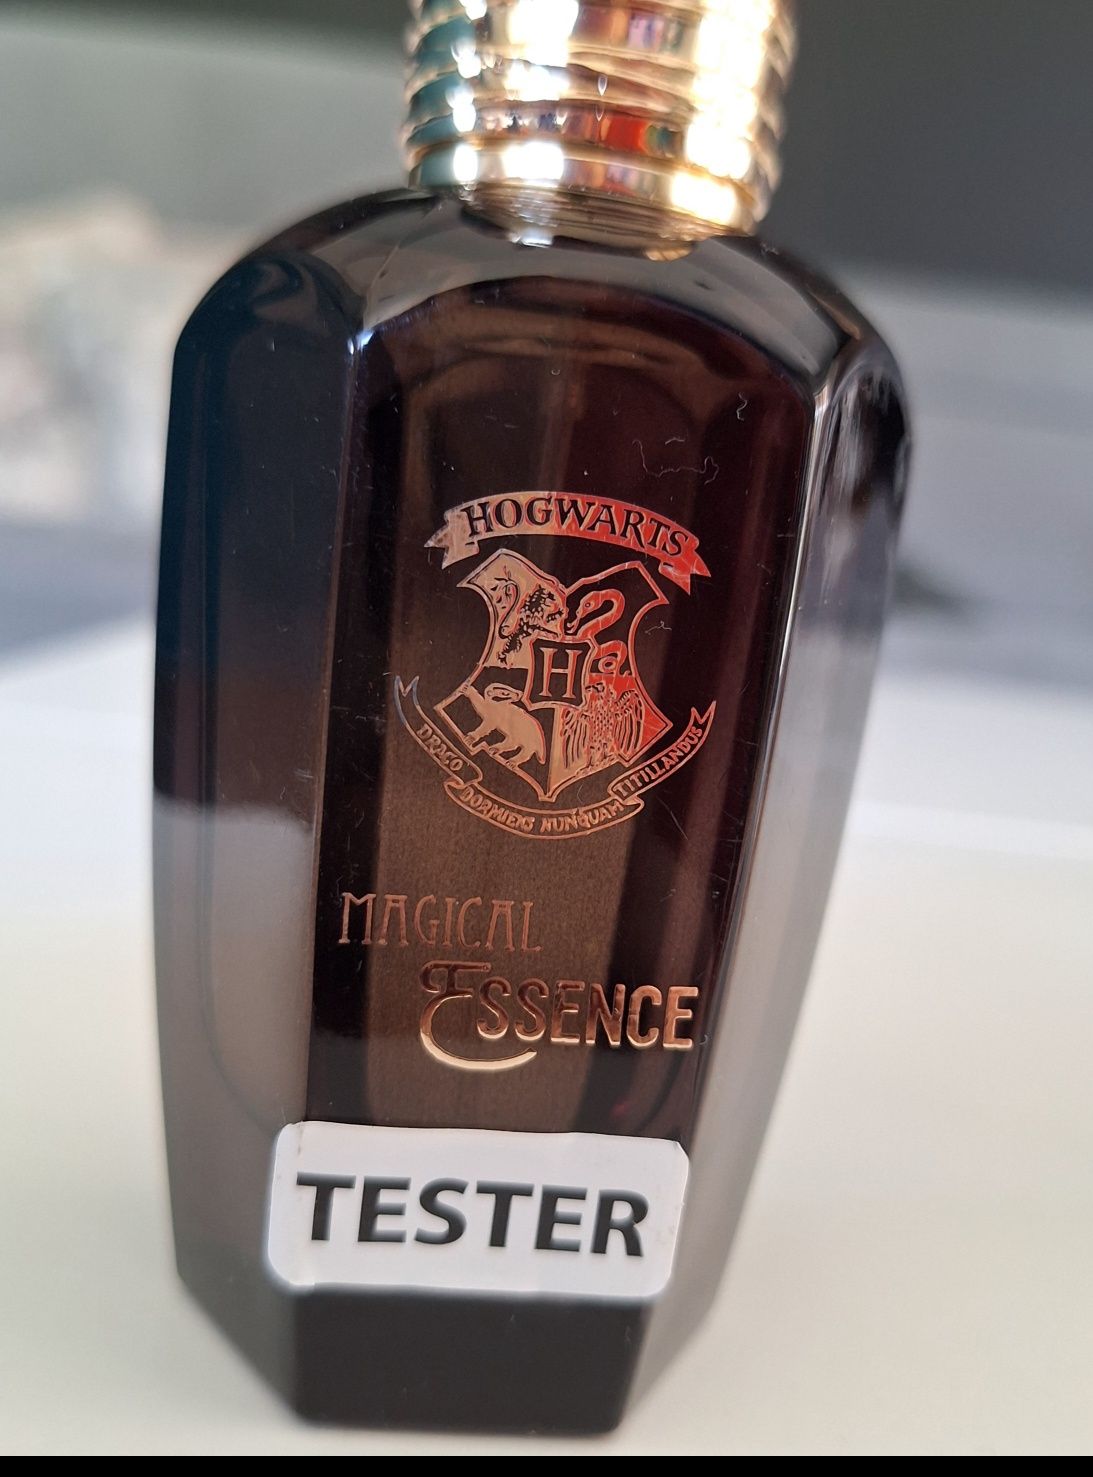 HOGWARTS
H
DRACO DORMIENS NUNQUAM TITILLANDUS
MAGICAL
ESSENCE
TESTER